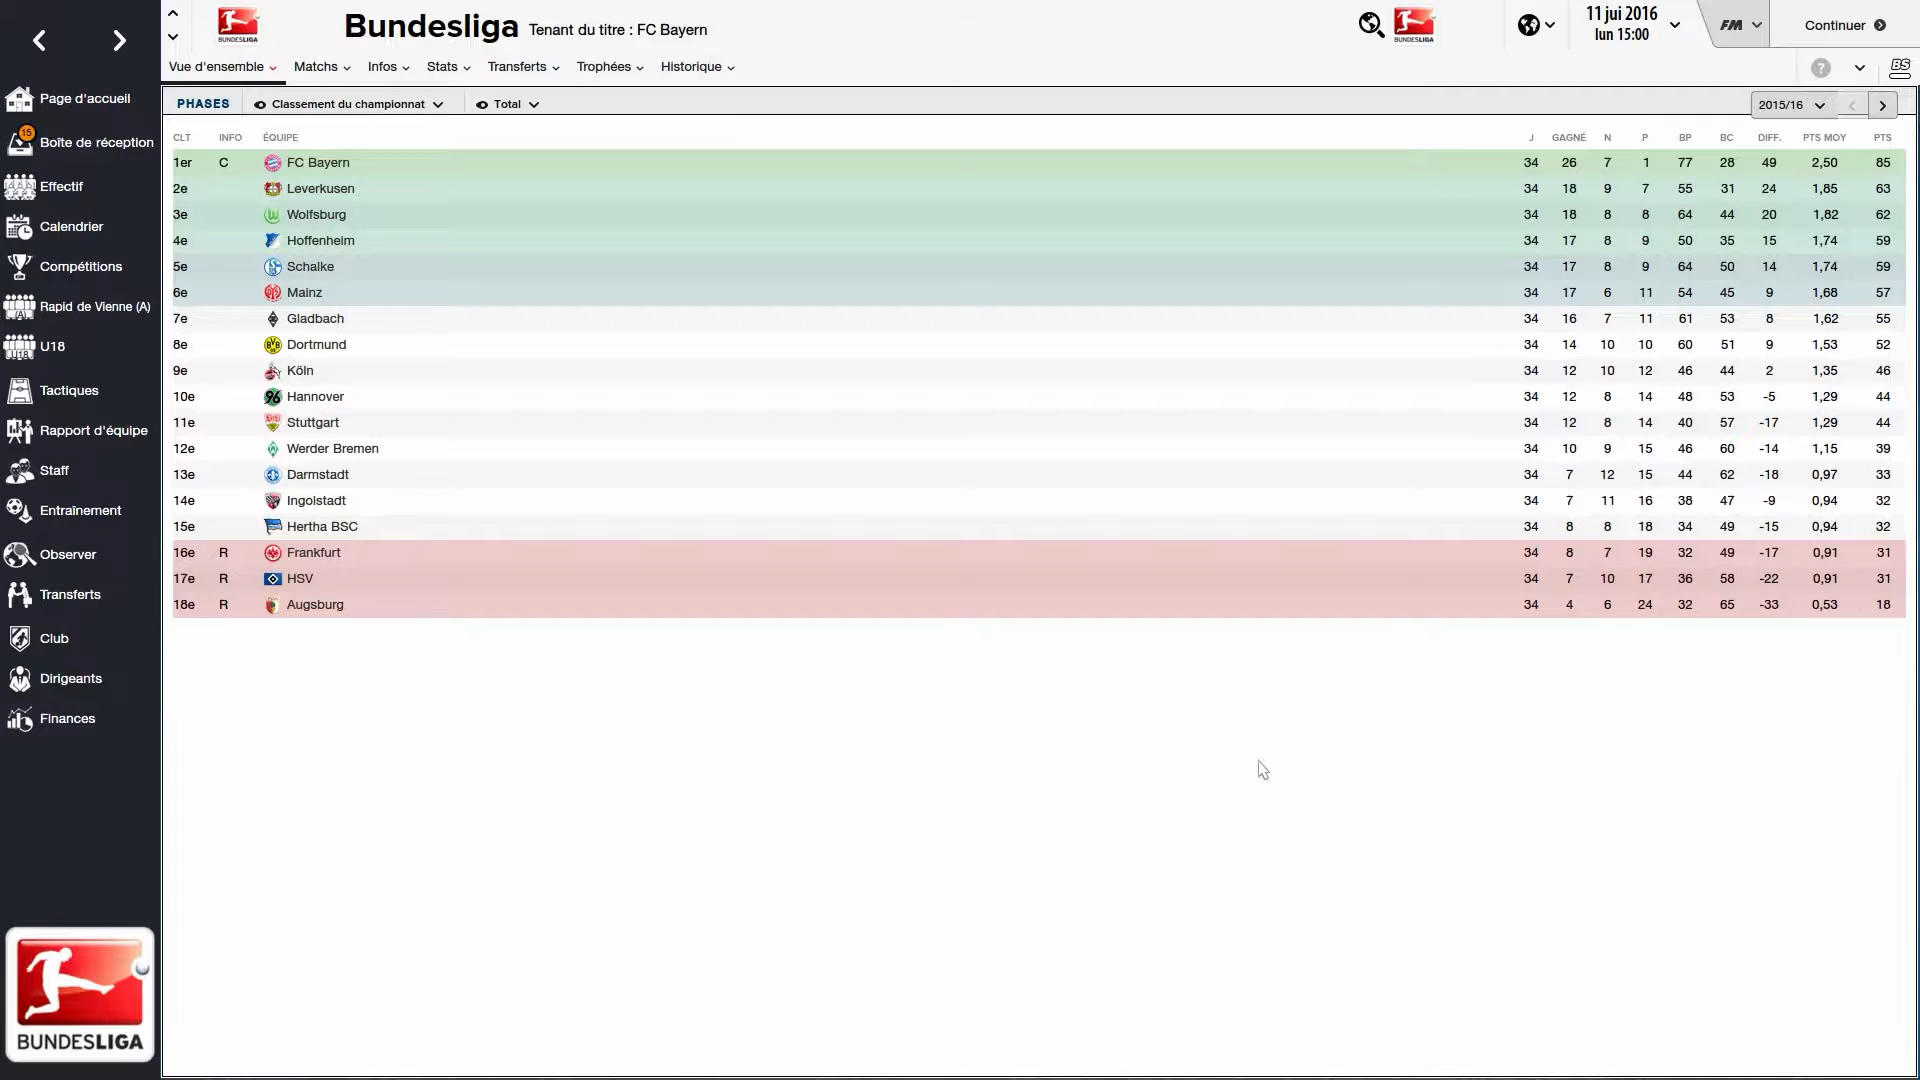 Bundesliga Tenant du titre : FC Bayern
BUNDESLIGA
BUNDESLIGA
11 jui 2016
lun 15:00
FM
Continuer
Vue d'ensemble Matchs Infos Stats Transferts Trophées Historique
? BS
PHASES Classement du championnat Total 2015/16
Page d'accueil
15
Boîte de réception
Effectif
Calendrier
Compétitions
Rapid de Vienne (A)
U18
Tactiques
Rapport d'équipe
Staff
Entraînement
Observer
Transferts
Club
Dirigeants
Finances
BUNDESLIGA
CLT INFO ÉQUIPE J GAGNÉ N P BP BC DIFF. PTS MOY PTS
1er C FC Bayern 34 26 7 1 77 28 49 2,50 85
2e Leverkusen 34 18 9 7 55 31 24 1,85 63
3e Wolfsburg 34 18 8 8 64 44 20 1,82 62
4e Hoffenheim 34 17 8 9 50 35 15 1,74 59
5e Schalke 34 17 8 9 64 50 14 1,74 59
6e Mainz 34 17 6 11 54 45 9 1,68 57
7e Gladbach 34 16 7 11 61 53 8 1,62 55
8e Dortmund 34 14 10 10 60 51 9 1,53 52
9e Köln 34 12 10 12 46 44 2 1,35 46
10e Hannover 34 12 8 14 48 53 -5 1,29 44
11e Stuttgart 34 12 8 14 40 57 -17 1,29 44
12e Werder Bremen 34 10 9 15 46 60 -14 1,15 39
13e Darmstadt 34 7 12 15 44 62 -18 0,97 33
14e Ingolstadt 34 7 11 16 38 47 -9 0,94 32
15e Hertha BSC 34 8 8 18 34 49 -15 0,94 32
16e R Frankfurt 34 8 7 19 32 49 -17 0,91 31
17e R HSV 34 7 10 17 36 58 -22 0,91 31
18e R Augsburg 34 4 6 24 32 65 -33 0,53 18